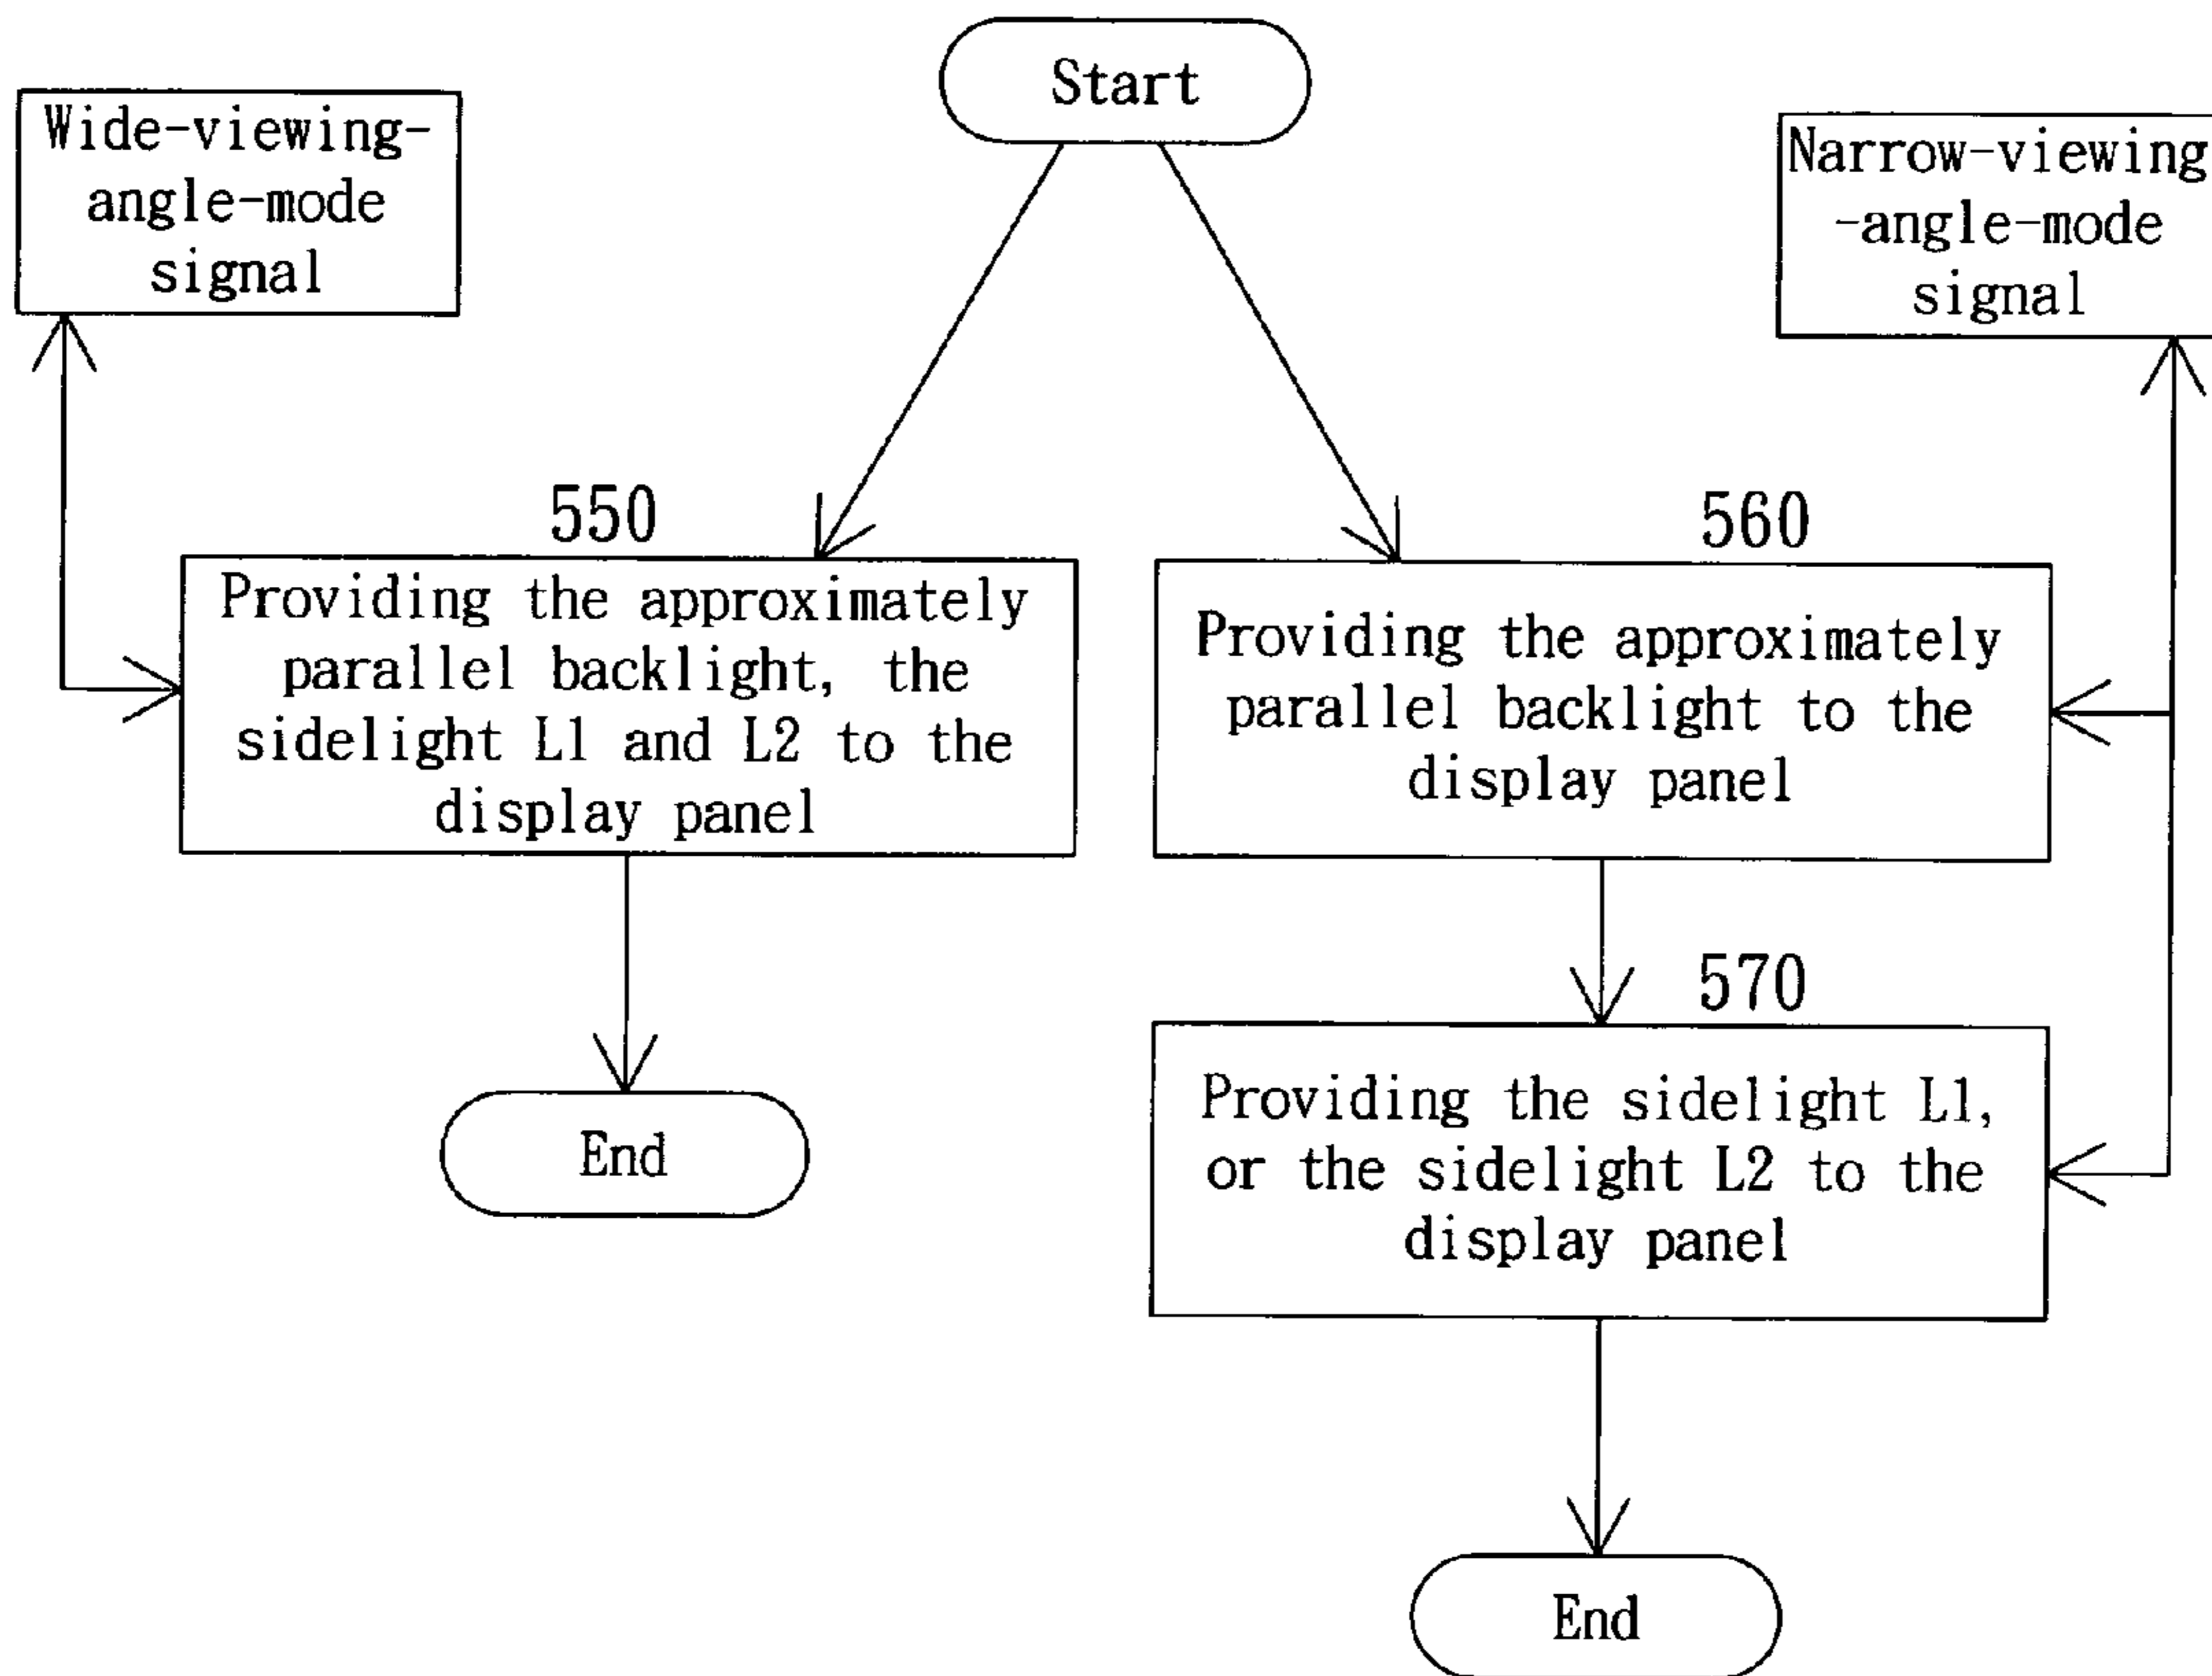 Start
Wide-viewing-
angle-mode
signal
Narrow-viewing
-angle-mode
signal
550
Providing the approximately
parallel backlight, the
sidelight L1 and L2 to the
display panel
560
Providing the approximately
parallel backlight to the
display panel
570
Providing the sidelight L1,
or the sidelight L2 to the
display panel
End
End